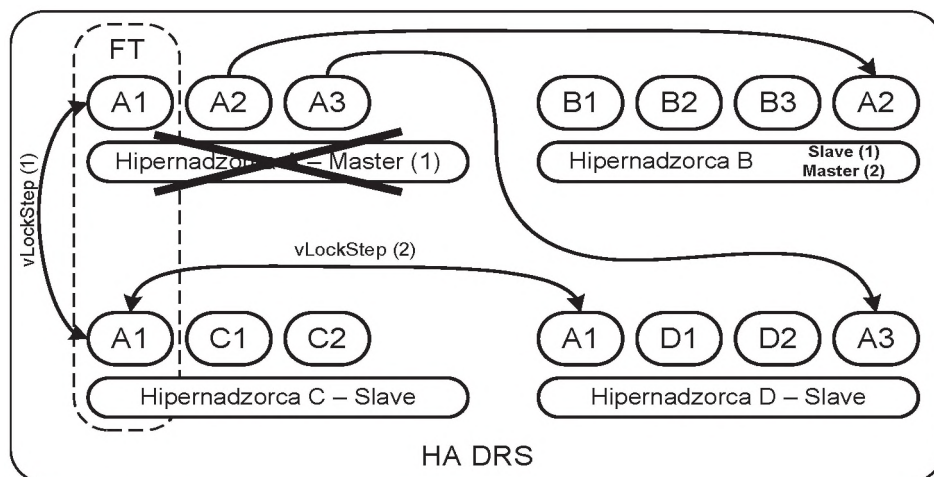 FT
A1 A2 A3
B1 B2 B3 A2
Hipernadzorca A – Master (1)
Hipernadzorca B
Slave (1)
Master (2)
vLockStep (1)
vLockStep (2)
A1 C1 C2
A1 D1 D2 A3
Hipernadzorca C – Slave
Hipernadzorca D – Slave
HA DRS